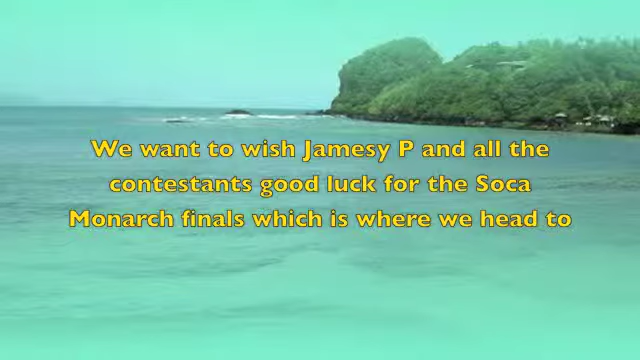 We want to wish Jamesy P and all the
contestants good luck for the Soca
Monarch finals which is where we head to